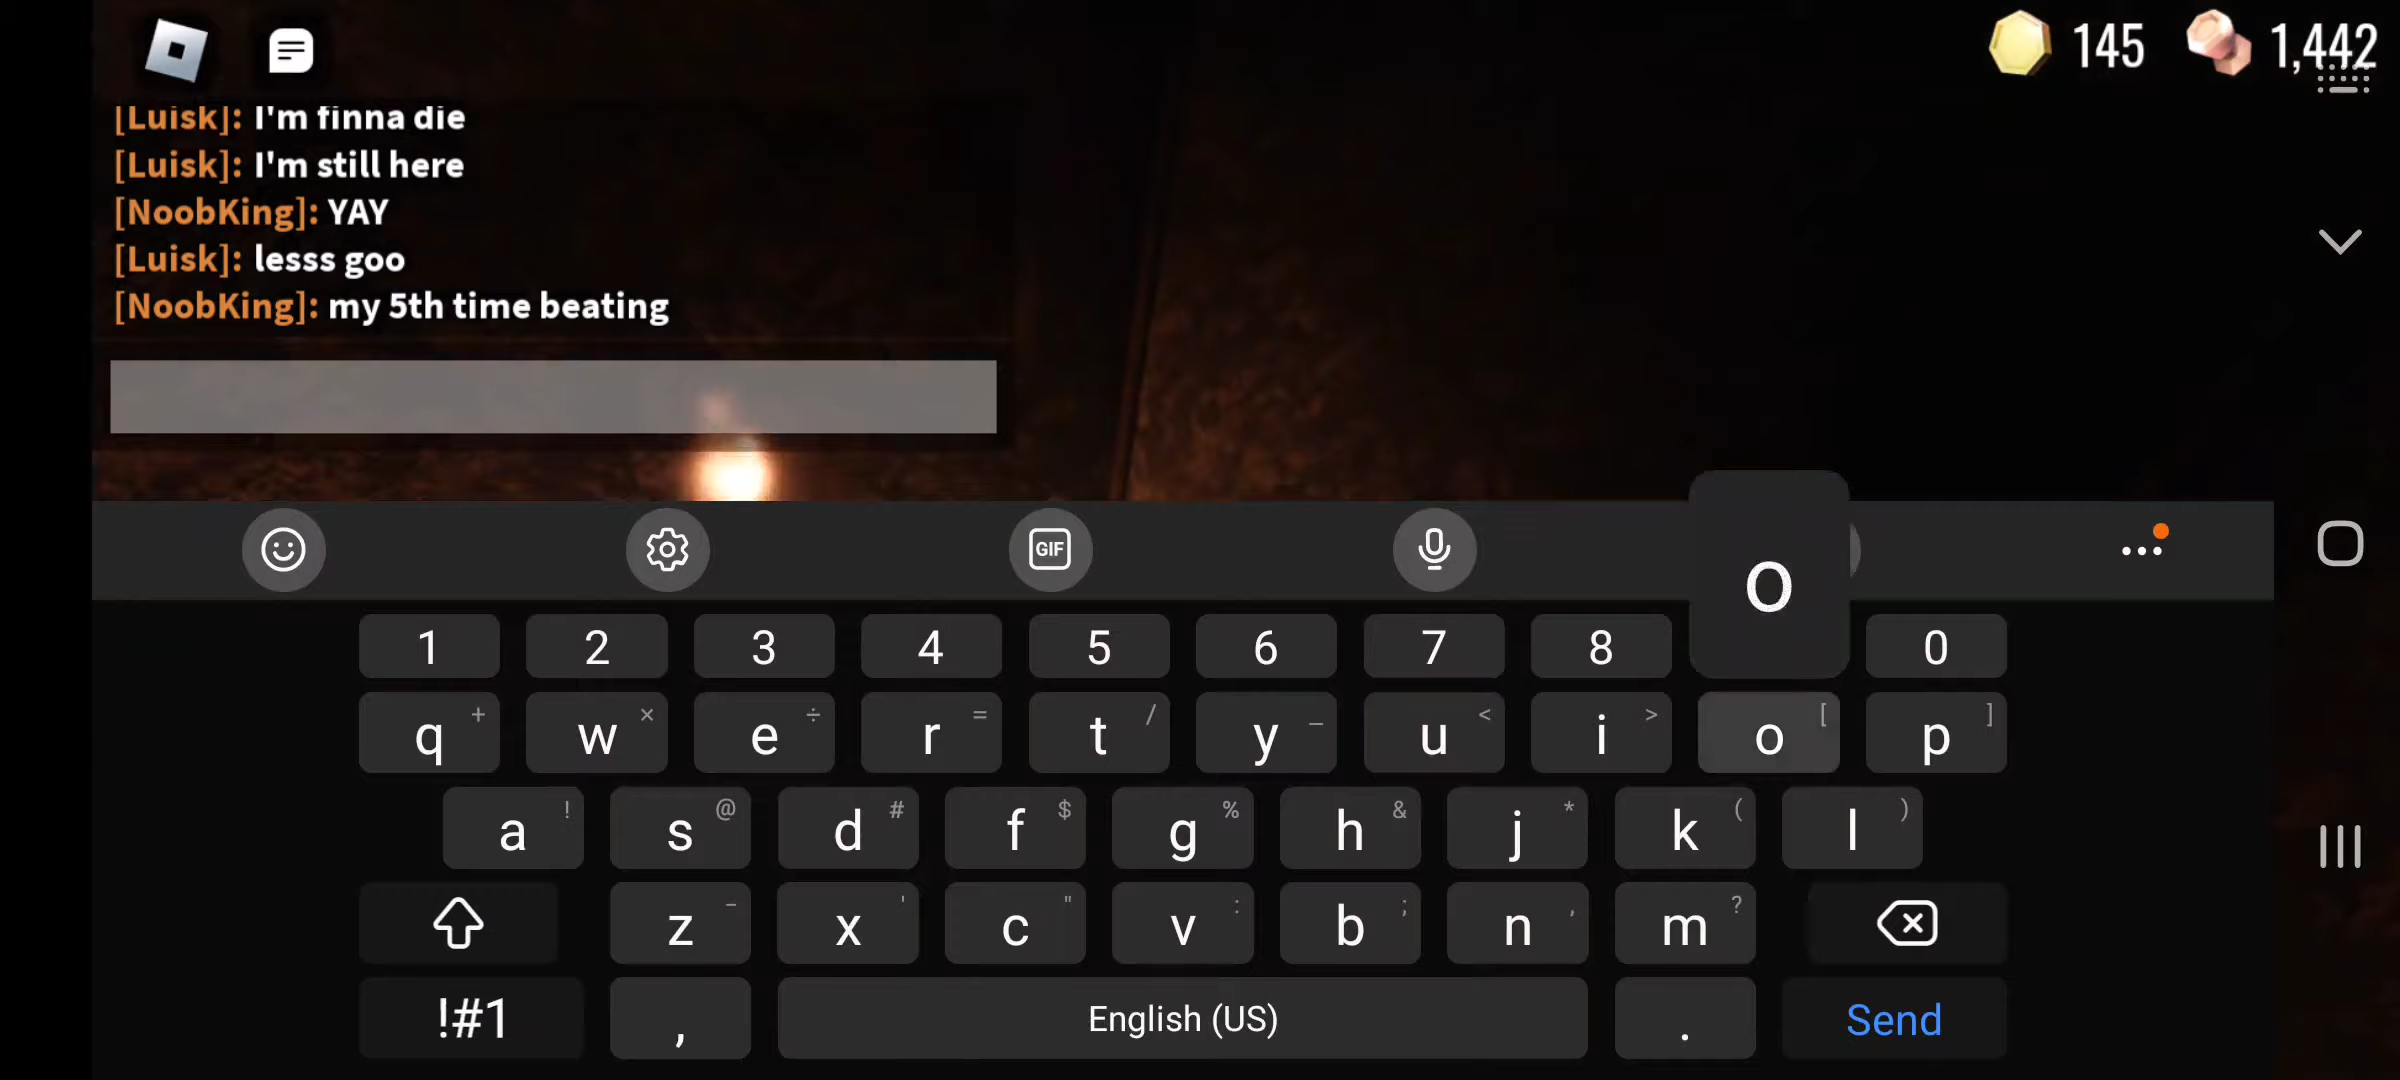 145 1,442
[Luisk]: I'm finna die
[Luisk]: I'm still here
[NoobKing]: YAY
[Luisk]: lesss goo
[NoobKing]: my 5th time beating
GIF
o
1 2 3 4 5 6 7 8 0
q + w × e ÷ r = t / y _ u < i > o [ p ]
a ! s @ d # f $ g % h & j * k ( l )
z - x ' c " v : b ; n , m ?
!#1 , English (US) . Send